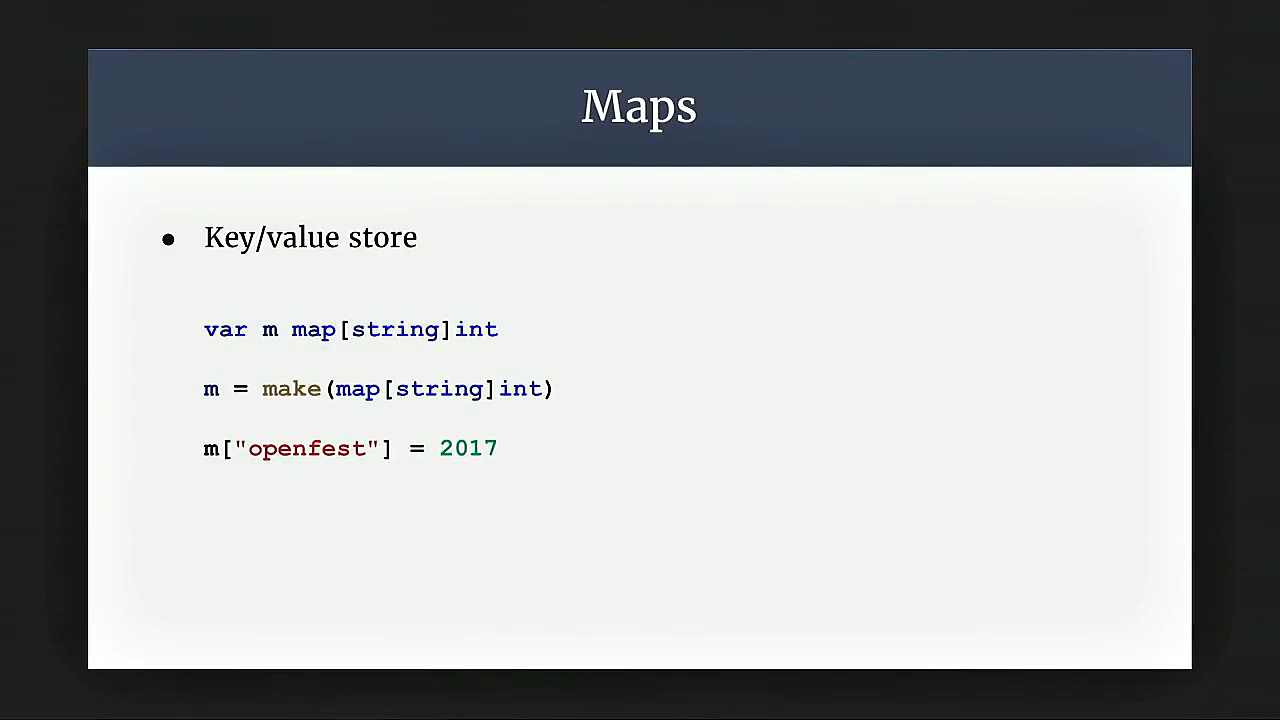 Maps
● Key/value store
var m map[string]int
m = make(map[string]int)
m["openfest"] = 2017